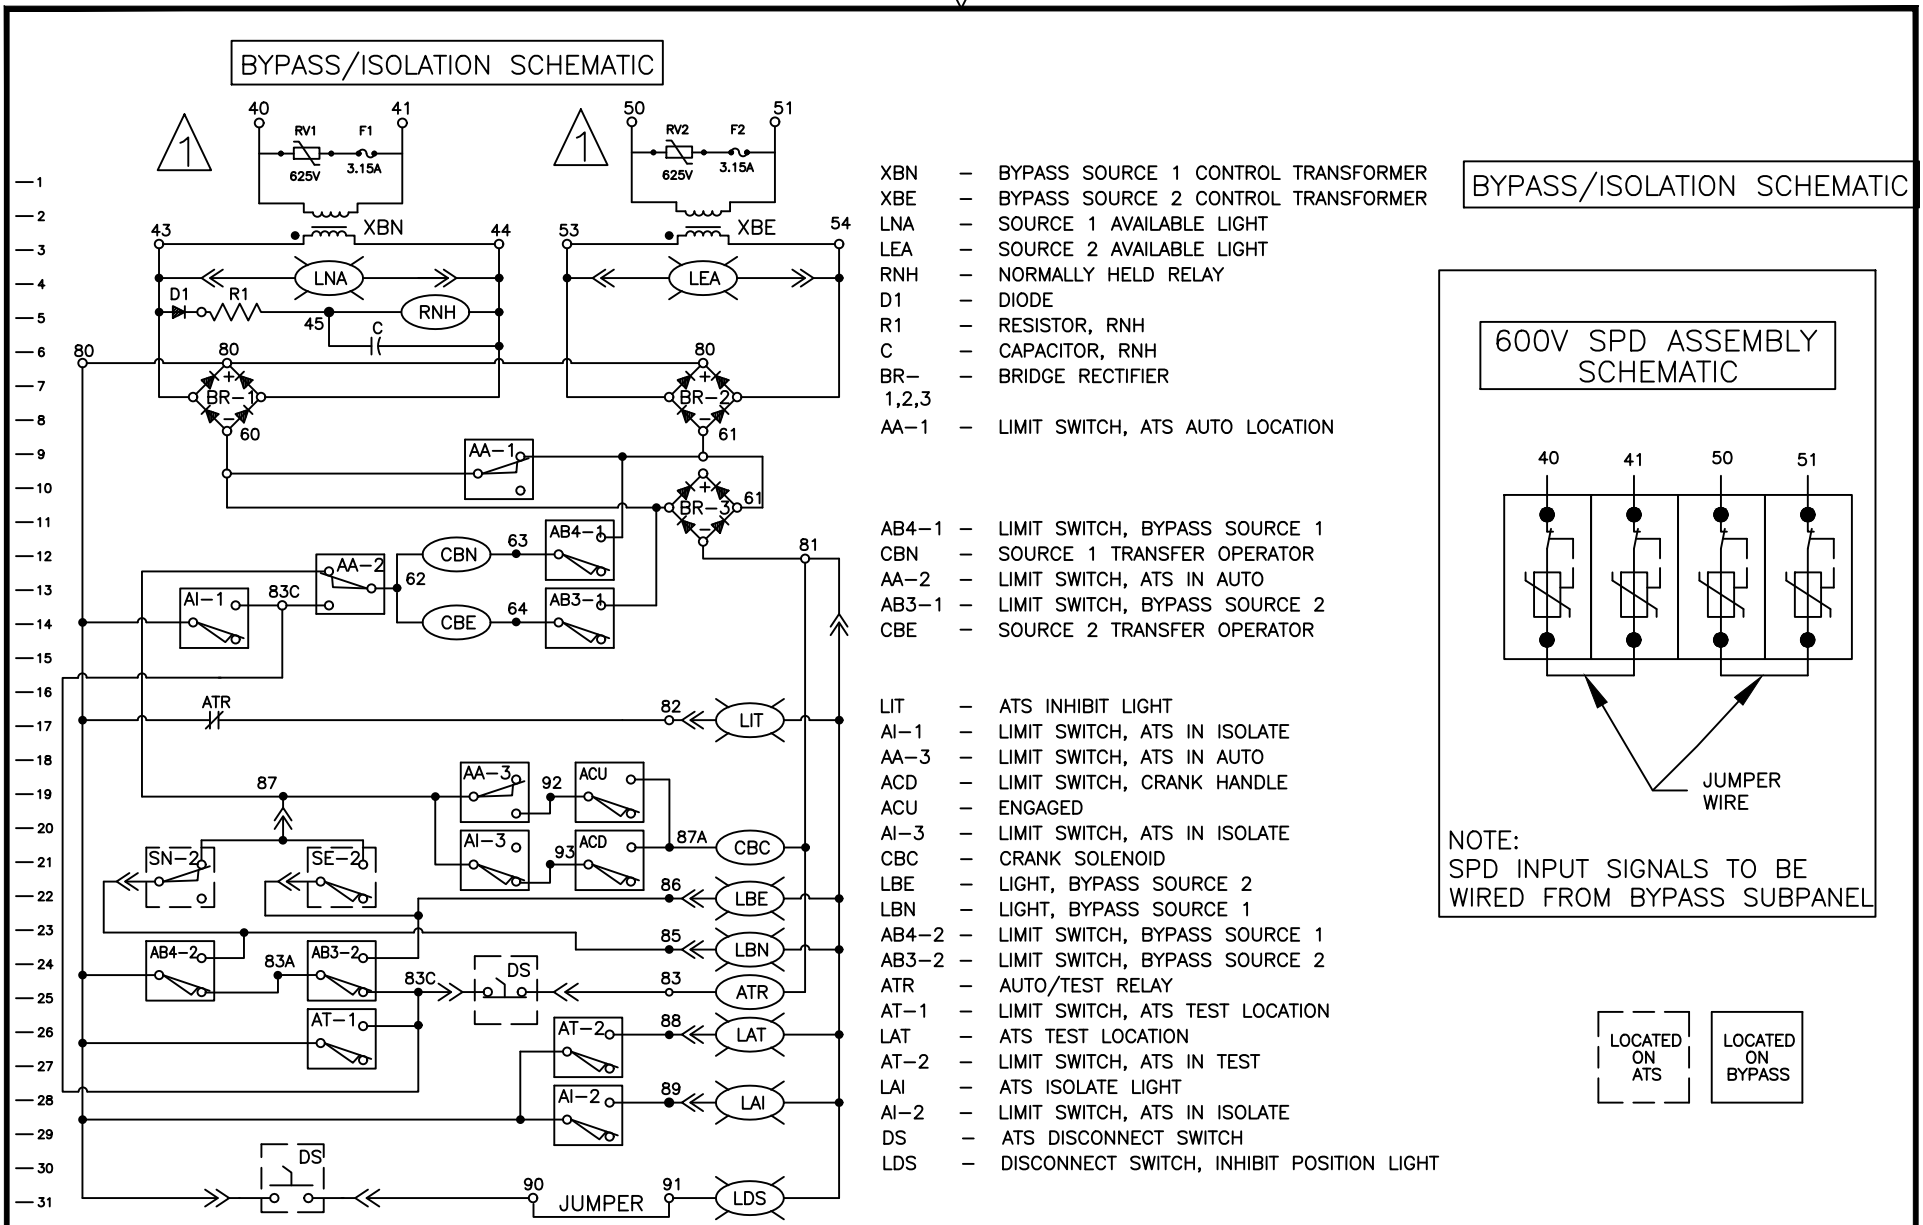 BYPASS/ISOLATION SCHEMATIC
40 41 50 51
1 RV1 F1 1 RV2 F2
625V 3.15A 625V 3.15A
XBN – BYPASS SOURCE 1 CONTROL TRANSFORMER
XBE – BYPASS SOURCE 2 CONTROL TRANSFORMER
LNA – SOURCE 1 AVAILABLE LIGHT
LEA – SOURCE 2 AVAILABLE LIGHT
RNH – NORMALLY HELD RELAY
D1 – DIODE
R1 – RESISTOR, RNH
C – CAPACITOR, RNH
BR– – BRIDGE RECTIFIER
1,2,3
AA–1 – LIMIT SWITCH, ATS AUTO LOCATION
AB4–1 – LIMIT SWITCH, BYPASS SOURCE 1
CBN – SOURCE 1 TRANSFER OPERATOR
AA–2 – LIMIT SWITCH, ATS IN AUTO
AB3–1 – LIMIT SWITCH, BYPASS SOURCE 2
CBE – SOURCE 2 TRANSFER OPERATOR
LIT – ATS INHIBIT LIGHT
AI–1 – LIMIT SWITCH, ATS IN ISOLATE
AA–3 – LIMIT SWITCH, ATS IN AUTO
ACD – LIMIT SWITCH, CRANK HANDLE
ACU – ENGAGED
AI–3 – LIMIT SWITCH, ATS IN ISOLATE
CBC – CRANK SOLENOID
LBE – LIGHT, BYPASS SOURCE 2
LBN – LIGHT, BYPASS SOURCE 1
AB4–2 – LIMIT SWITCH, BYPASS SOURCE 1
AB3–2 – LIMIT SWITCH, BYPASS SOURCE 2
ATR – AUTO/TEST RELAY
AT–1 – LIMIT SWITCH, ATS TEST LOCATION
LAT – ATS TEST LOCATION
AT–2 – LIMIT SWITCH, ATS IN TEST
LAI – ATS ISOLATE LIGHT
AI–2 – LIMIT SWITCH, ATS IN ISOLATE
DS – ATS DISCONNECT SWITCH
LDS – DISCONNECT SWITCH, INHIBIT POSITION LIGHT
—1
—2
—3
—4
—5
—6
—7
—8
—9
—10
—11
—12
—13
—14
—15
—16
—17
—18
—19
—20
—21
—22
—23
—24
—25
—26
—27
—28
—29
—30
—31
43 XBN 44 53 XBE 54
LNA LEA
D1 R1 RNH
45 C
80 80 80
BR–1 BR–2
60 61
AA–1
BR–3 61
AB4–1
CBN 63 81
AA–2 62
AI–1 83C 64 AB3–1
CBE
ATR 82 LIT
AA–3 92 ACU
87
AI–3 93 ACD 87A CBC
SN–2 SE–2
86 LBE
85 LBN
AB4–2 83A AB3–2 83C DS 83 ATR
AT–1 AT–2 88 LAT
AI–2 89 LAI
DS
90 JUMPER 91 LDS
BYPASS/ISOLATION SCHEMATIC
600V SPD ASSEMBLY
SCHEMATIC
40 41 50 51
JUMPER
WIRE
NOTE:
SPD INPUT SIGNALS TO BE
WIRED FROM BYPASS SUBPANEL
LOCATED
ON
ATS
LOCATED
ON
BYPASS